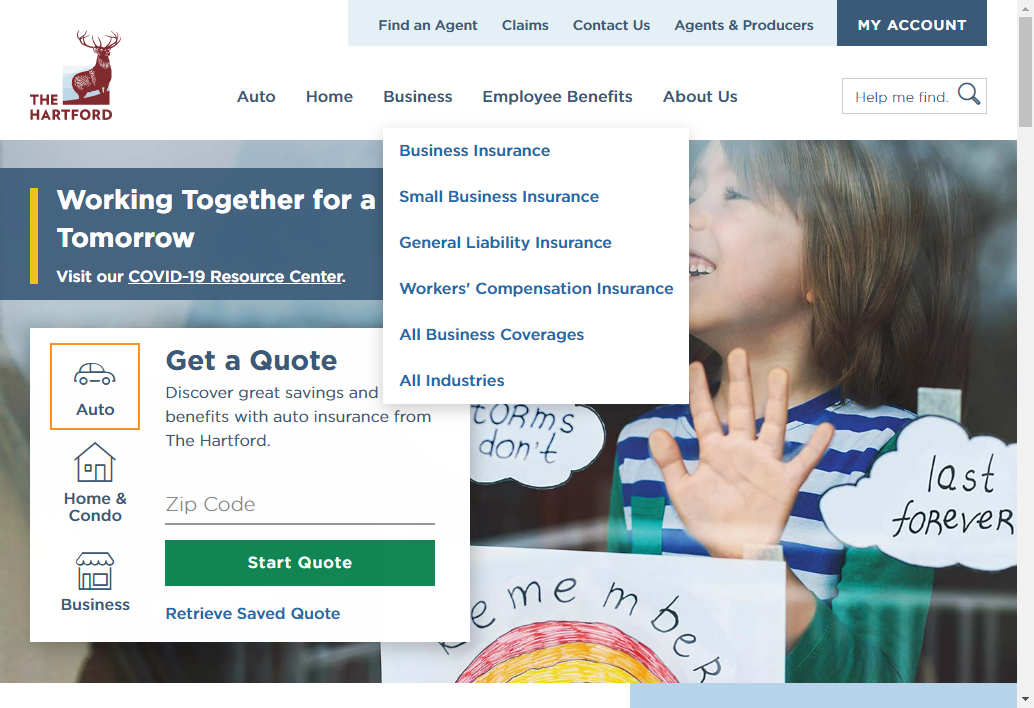 Find an Agent
Claims
Contact Us
Agents & Producers
MY ACCOUNT
THE
HARTFORD
Auto
Home
Business
Employee Benefits
About Us
Help me find.
Business Insurance
Small Business Insurance
General Liability Insurance
Workers' Compensation Insurance
All Business Coverages
All Industries
Working Together for a
Tomorrow
Visit our COVID-19 Resource Center.
Auto
Home &
Condo
Business
Get a Quote
Discover great savings and
benefits with auto insurance from
The Hartford.
Zip Code
Start Quote
Retrieve Saved Quote
don't
last
forever